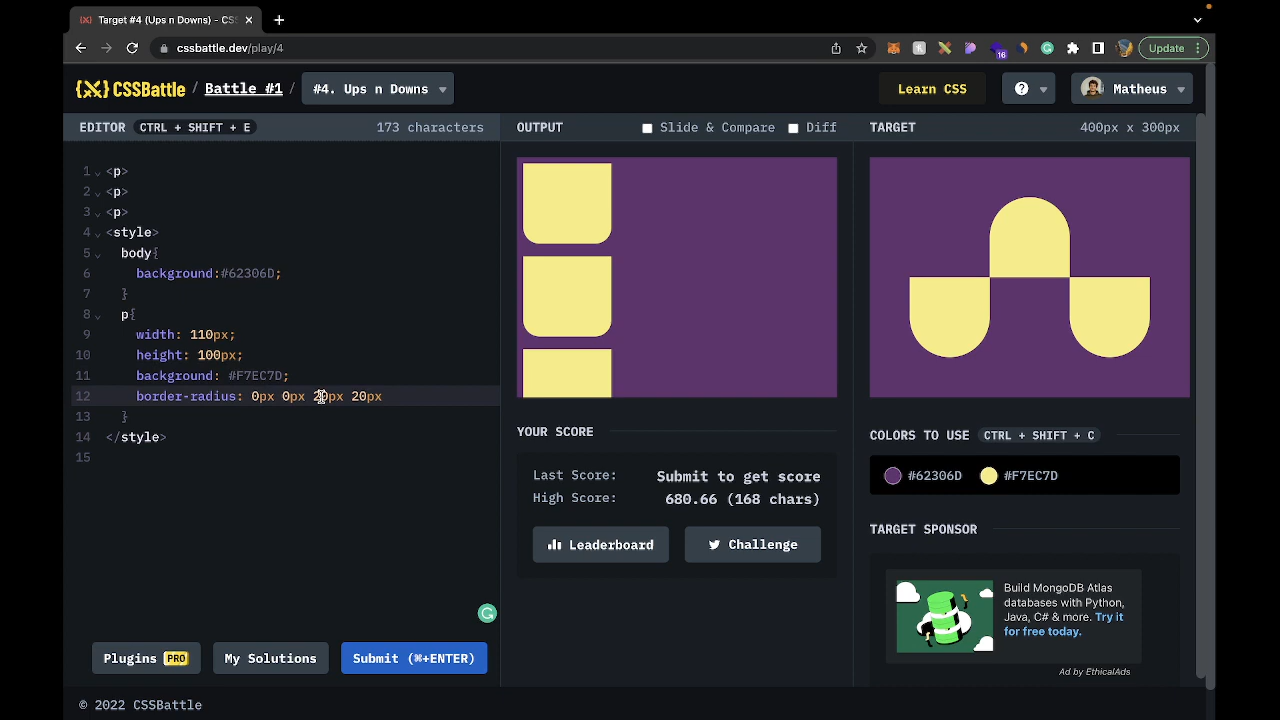 Target #4 (Ups n Downs) - CSS
cssbattle.dev/play/4
16
Update
CSSBattle / Battle #1 / #4. Ups n Downs
Learn CSS
?
Matheus
EDITOR CTRL + SHIFT + E 173 characters
OUTPUT Slide & Compare Diff
TARGET 400px x 300px
1 <p>
2 <p>
3 <p>
4 <style>
5 body{
6 background:#62306D;
7 }
8 p{
9 width: 110px;
10 height: 100px;
11 background: #F7EC7D;
12 border-radius: 0px 0px 20px 20px
13 }
14 </style>
15
YOUR SCORE
Last Score: Submit to get score
High Score: 680.66 (168 chars)
Leaderboard
Challenge
COLORS TO USE CTRL + SHIFT + C
#62306D #F7EC7D
TARGET SPONSOR
Build MongoDB Atlas
databases with Python,
Java, C# & more. Try it
for free today.
Ad by EthicalAds
Plugins PRO
My Solutions
Submit (⌘+ENTER)
© 2022 CSSBattle